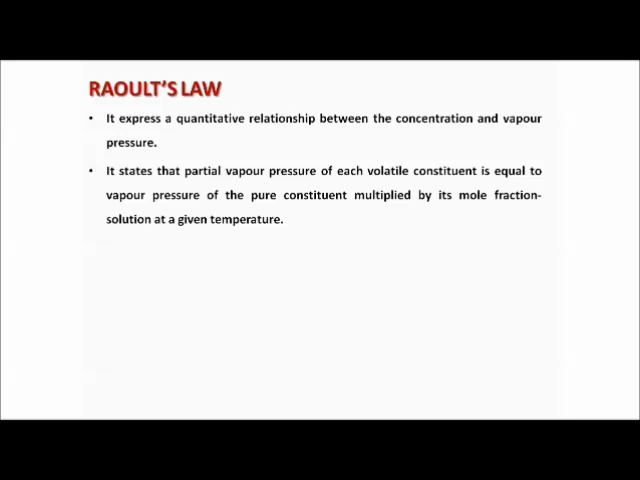 RAOULT'S LAW
• It express a quantitative relationship between the concentration and vapour
pressure.
• It states that partial vapour pressure of each volatile constituent is equal to
vapour pressure of the pure constituent multiplied by its mole fraction-
solution at a given temperature.